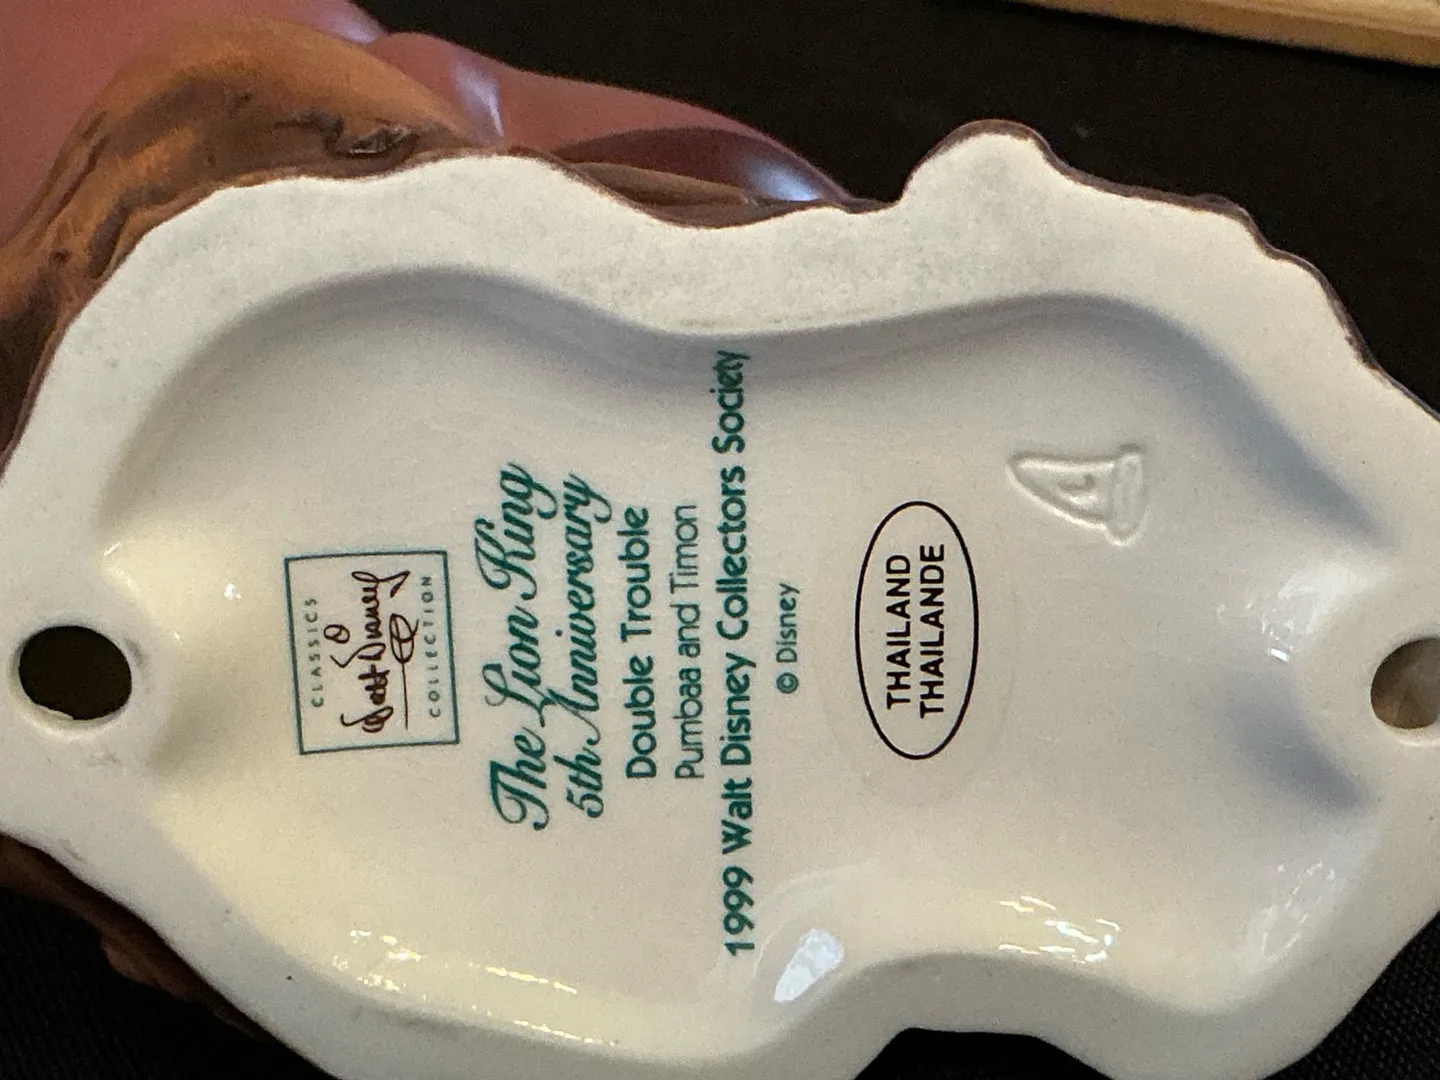 CLASSICS
Walt Disney
COLLECTION
The Lion King
5th Anniversary
Double Trouble
Pumbaa and Timon
1999 Walt Disney Collectors Society
© Disney
THAILAND
THAILANDE